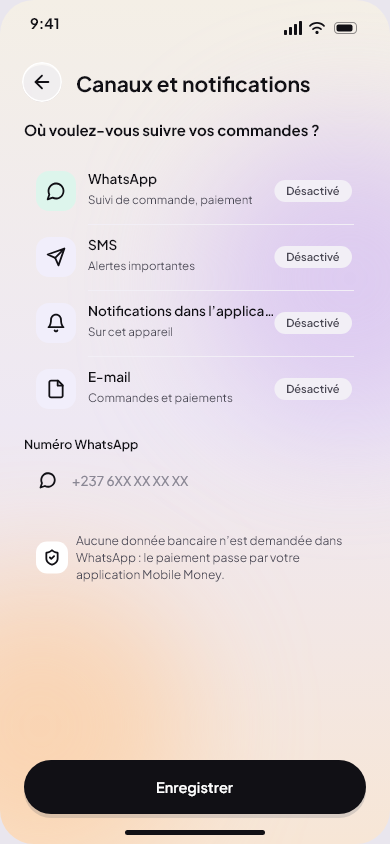 9:41
Canaux et notifications
Où voulez-vous suivre vos commandes ?
WhatsApp
Suivi de commande, paiement
Désactivé
SMS
Alertes importantes
Désactivé
Notifications dans l’applica...
Sur cet appareil
Désactivé
E-mail
Commandes et paiements
Désactivé
Numéro WhatsApp
+237 6XX XX XX XX
Aucune donnée bancaire n’est demandée dans
WhatsApp : le paiement passe par votre
application Mobile Money.
Enregistrer